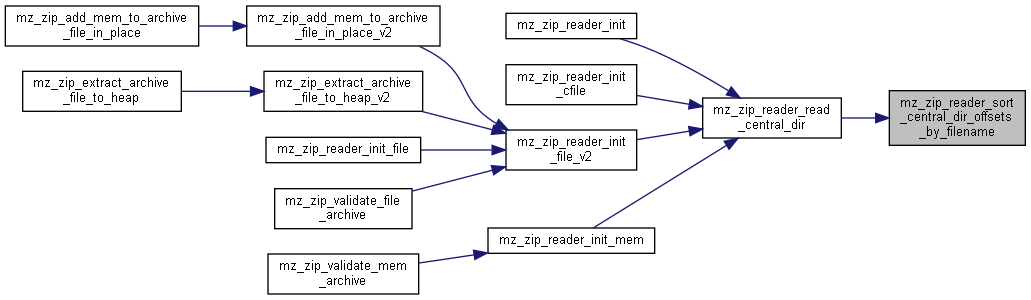 mz_zip_add_mem_to_archive
_file_in_place
mz_zip_add_mem_to_archive
_file_in_place_v2
mz_zip_extract_archive
_file_to_heap
mz_zip_extract_archive
_file_to_heap_v2
mz_zip_reader_init_file
mz_zip_validate_file
_archive
mz_zip_validate_mem
_archive
mz_zip_reader_init
mz_zip_reader_init
_cfile
mz_zip_reader_init
_file_v2
mz_zip_reader_init_mem
mz_zip_reader_read
_central_dir
mz_zip_reader_sort
_central_dir_offsets
_by_filename